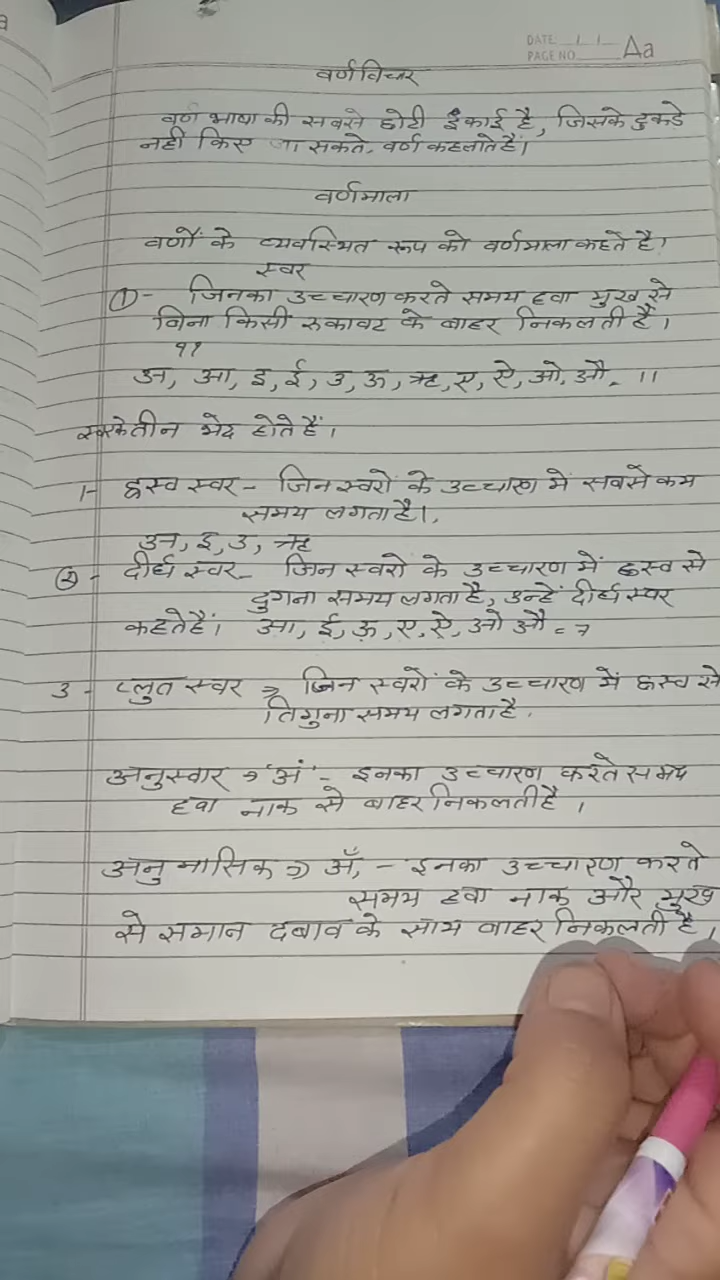 DATE
PAGE NO. Aa
वर्ण विचार
वर्ण भाषा की सबसे छोटी इकाई है, जिसके टुकडे
नही किए जा सकते, वर्ण कहलाते हैं।
वर्णमाला
वर्णों के व्यवस्थित रूप को वर्णमाला कहते है।
स्वर
①- जिनका उच्चारण करते समय हवा मुख से
विना किसी रुकावट के बाहर निकलती हैं।
अ, आ, इ, ई, उ, ऊ, ऋ, ए, ऐ, ओ, औ = ।।
स्वरके तीन भेद होते हैं।
1- ह्रस्व स्वर - जिन स्वरों के उच्चारण में सबसे कम
समय लगता है।,
अ, इ, उ, ऋ
②- दीर्घ स्वर - जिन स्वरो के उच्चारण में ह्रस्व से
दुगना समय लगता है, उन्हें दीर्घ स्वर
कहते हैं। आ, ई, ऊ, ए, ऐ, ओ औ = 7
3- प्लुत स्वर ⇒ जिन स्वरों के उच्चारण में ह्रस्व से
तिगुना समय लगता है.
अनुस्वार → 'अं' - इनका उच्चारण करते समय
हवा नाक से बाहर निकलती है।
अनुनासिक ⇒ अँ, - इनका उच्चारण करते
समय हवा नाक और मुख
से समान दबाव के साथ बाहर निकलती है।